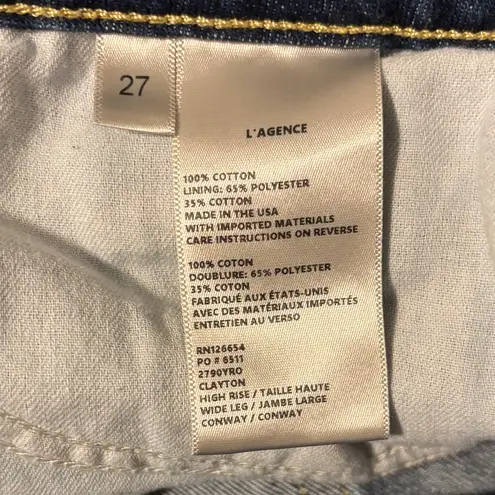 27
L'AGENCE
100% COTTON
LINING: 65% POLYESTER
35% COTTON
MADE IN THE USA
WITH IMPORTED MATERIALS
CARE INSTRUCTIONS ON REVERSE
100% COTON
DOUBLURE: 65% POLYESTER
35% COTON
FABRIQUÉ AUX ÉTATS-UNIS
AVEC DES MATÉRIAUX IMPORTÉS
ENTRETIEN AU VERSO
RN126654
PO # 6511
2790YRO
CLAYTON
HIGH RISE / TAILLE HAUTE
WIDE LEG / JAMBE LARGE
CONWAY / CONWAY